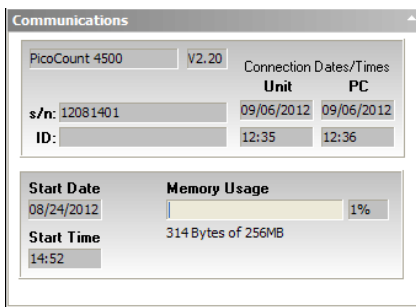 Communications
PicoCount 4500 V2.20 Connection Dates/Times
Unit PC
s/n: 12081401 09/06/2012 09/06/2012
ID: 12:35 12:36
Start Date Memory Usage
08/24/2012 1%
Start Time 314 Bytes of 256MB
14:52